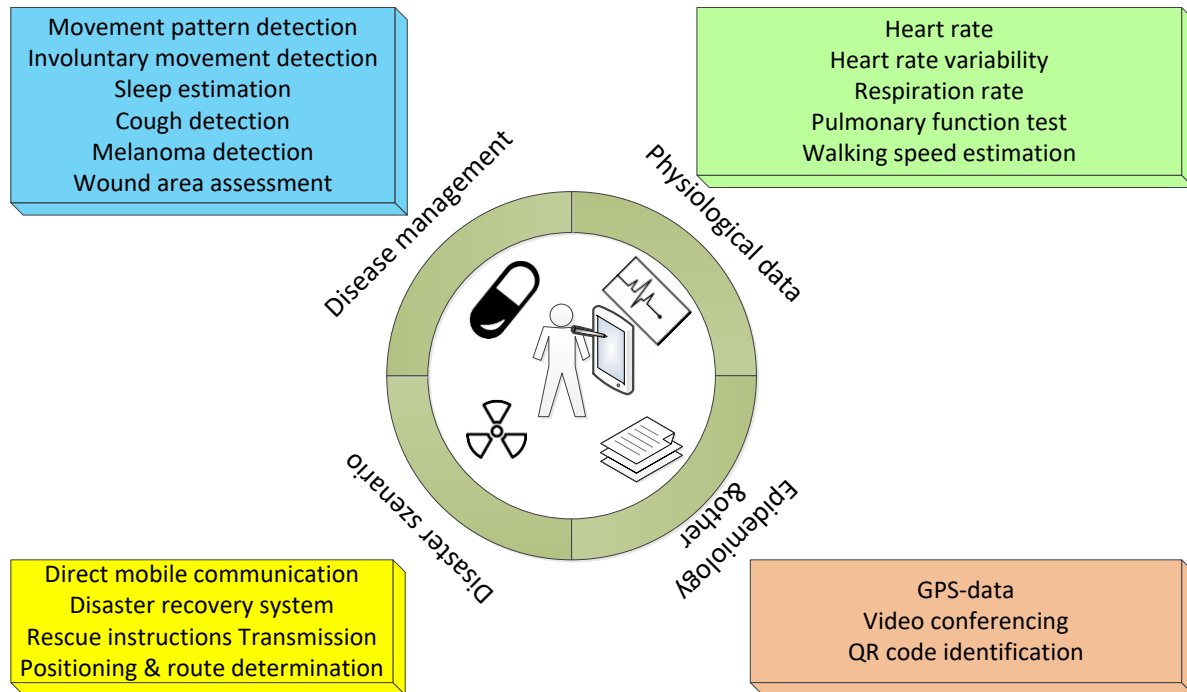 Movement pattern detection
Involuntary movement detection
Sleep estimation
Cough detection
Melanoma detection
Wound area assessment
Heart rate
Heart rate variability
Respiration rate
Pulmonary function test
Walking speed estimation
Disease management
Physiological data
Disaster szenario
Epidemiology
&other
Direct mobile communication
Disaster recovery system
Rescue instructions Transmission
Positioning & route determination
GPS-data
Video conferencing
QR code identification